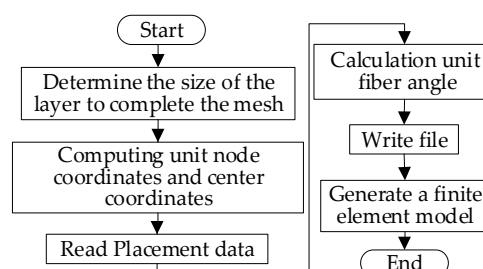 Start
Determine the size of the
layer to complete the mesh
Computing unit node
coordinates and center
coordinates
Read Placement data
Calculation unit
fiber angle
Write file
Generate a finite
element model
End